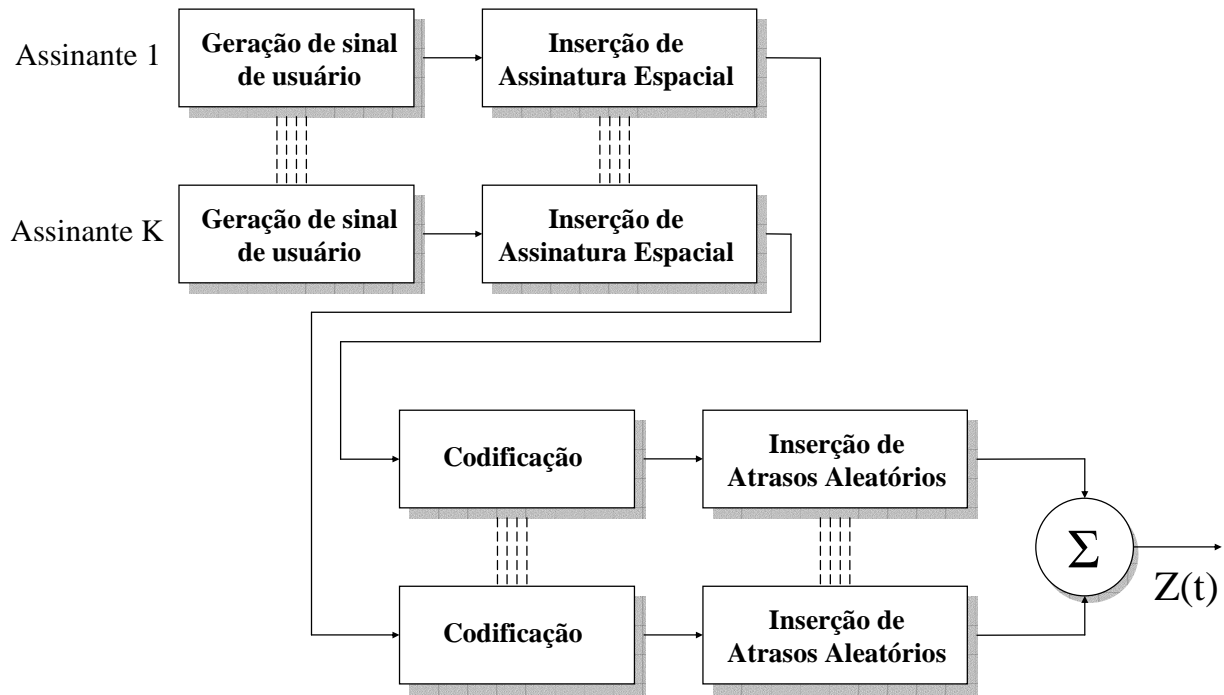 Assinante 1
Geração de sinal
de usuário
Inserção de
Assinatura Espacial
Assinante K
Geração de sinal
de usuário
Inserção de
Assinatura Espacial
Codificação
Inserção de
Atrasos Aleatórios
Σ
Z(t)
Codificação
Inserção de
Atrasos Aleatórios